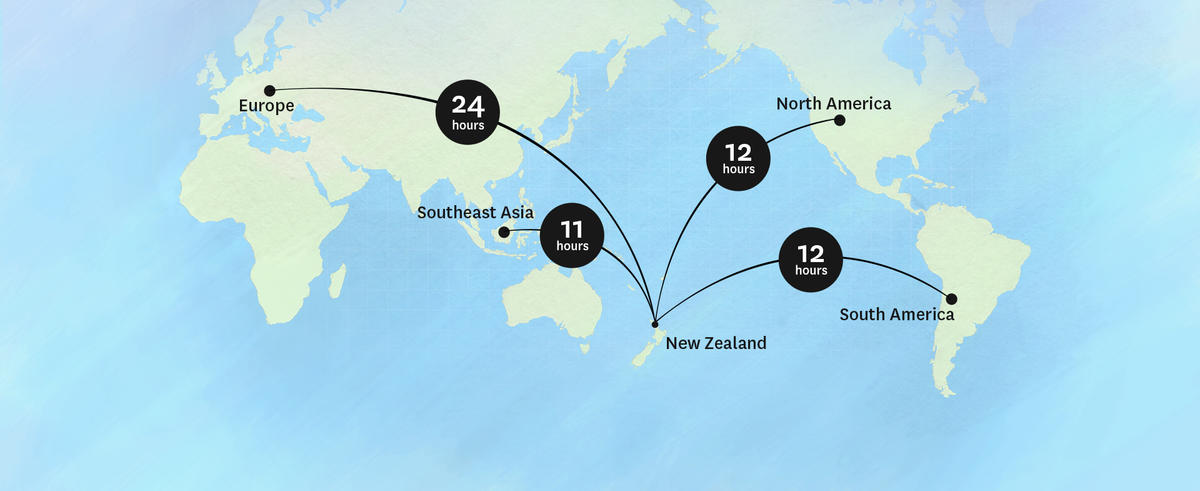 Europe
24
hours
North America
12
hours
Southeast Asia
11
hours
12
hours
South America
New Zealand